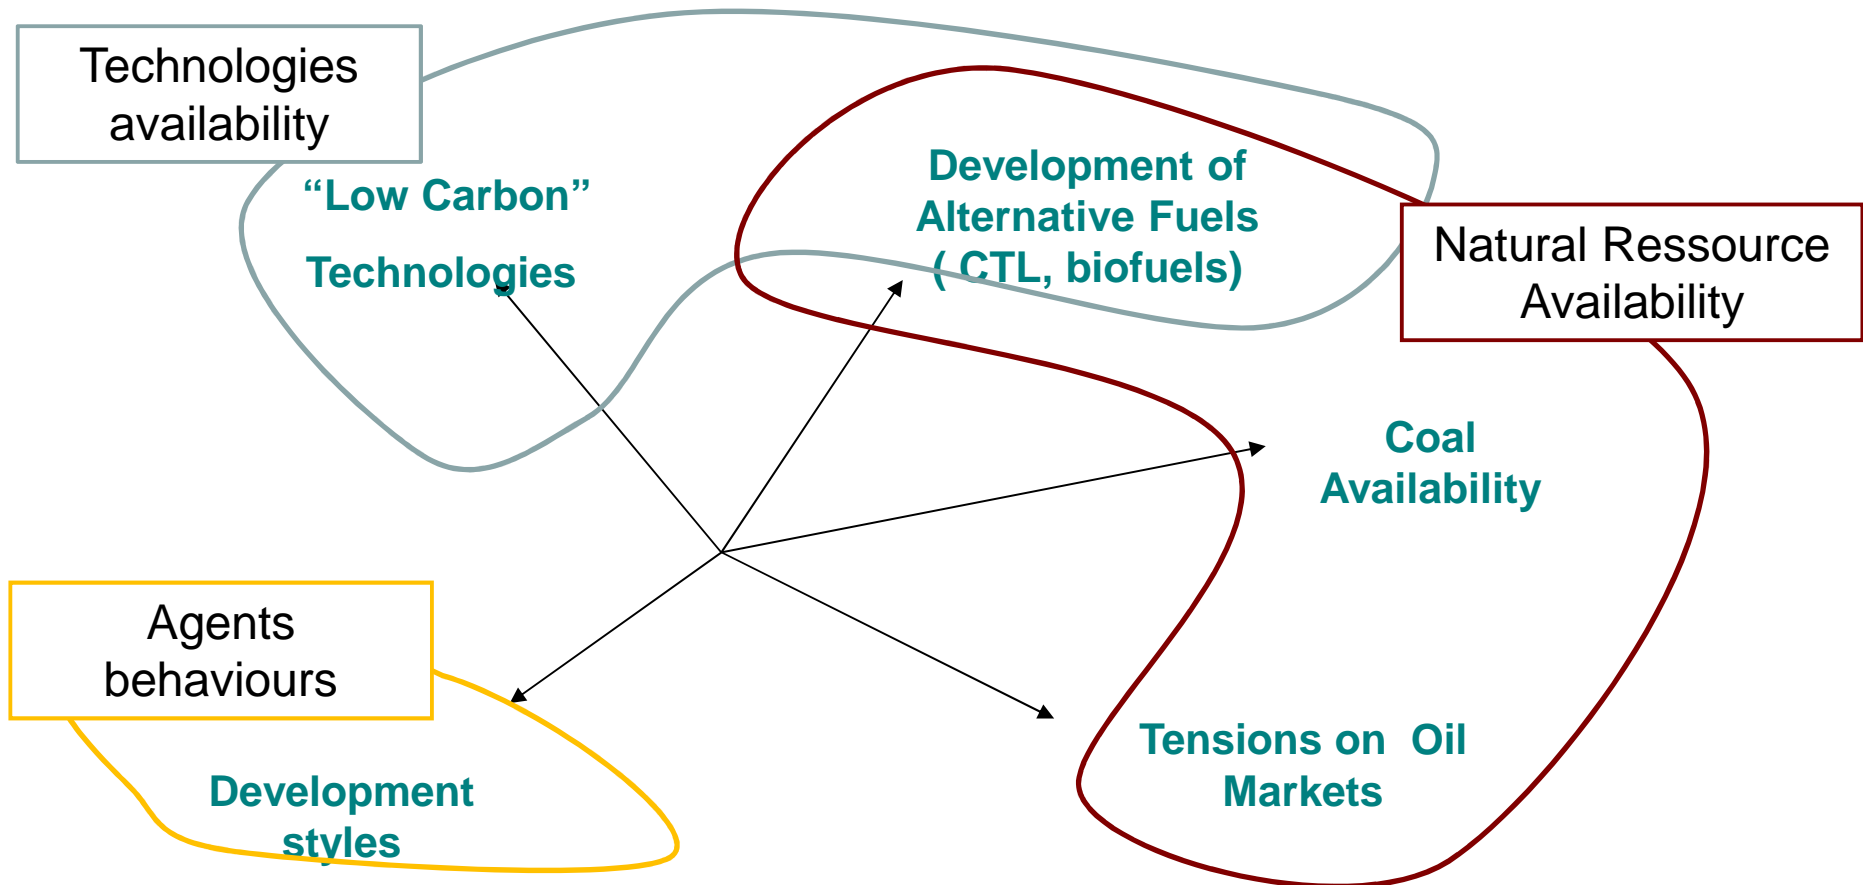 Technologies
availability
“Low Carbon”
Technologies
Development of
Alternative Fuels
( CTL, biofuels)
Natural Ressource
Availability
Coal
Availability
Agents
behaviours
Tensions on Oil
Markets
Development
styles